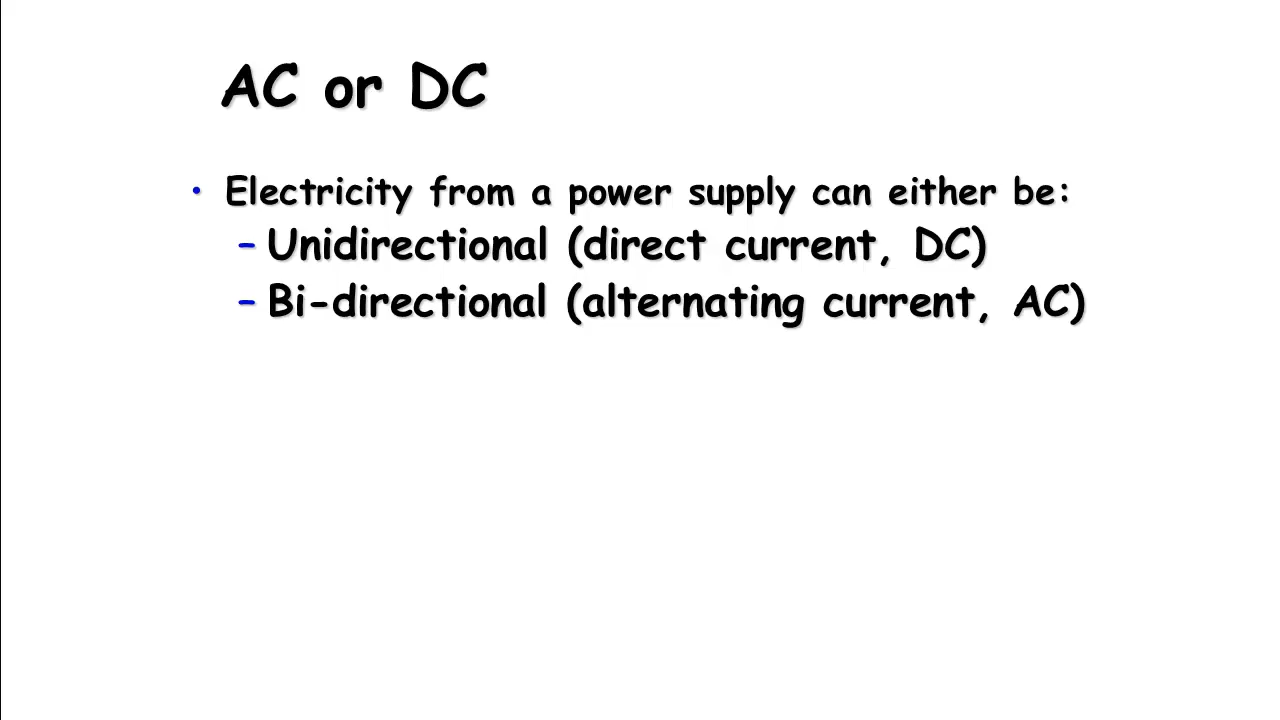 AC or DC
• Electricity from a power supply can either be:
– Unidirectional (direct current, DC)
– Bi-directional (alternating current, AC)